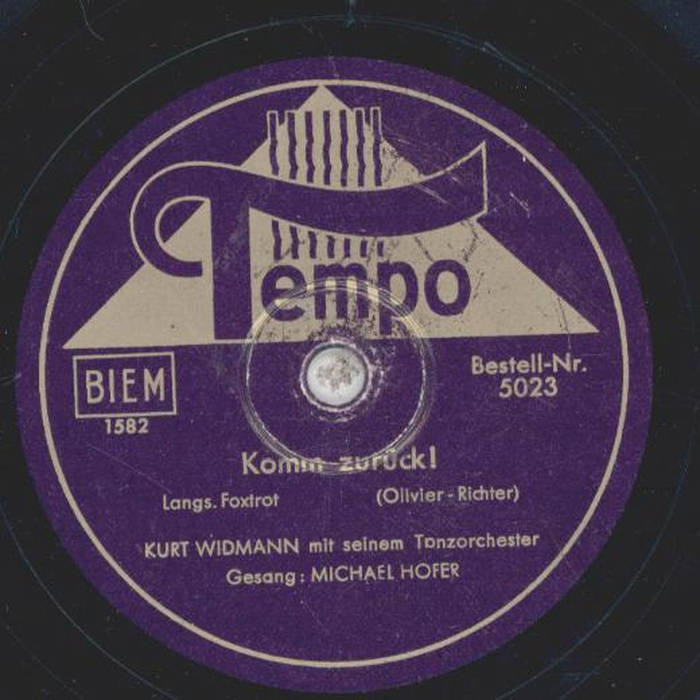 Tempo
BIEM
1582
Bestell-Nr.
5023
Komm zurück!
Langs. Foxtrot (Olivier-Richter)
KURT WIDMANN mit seinem Tanzorchester
Gesang: MICHAEL HOFER